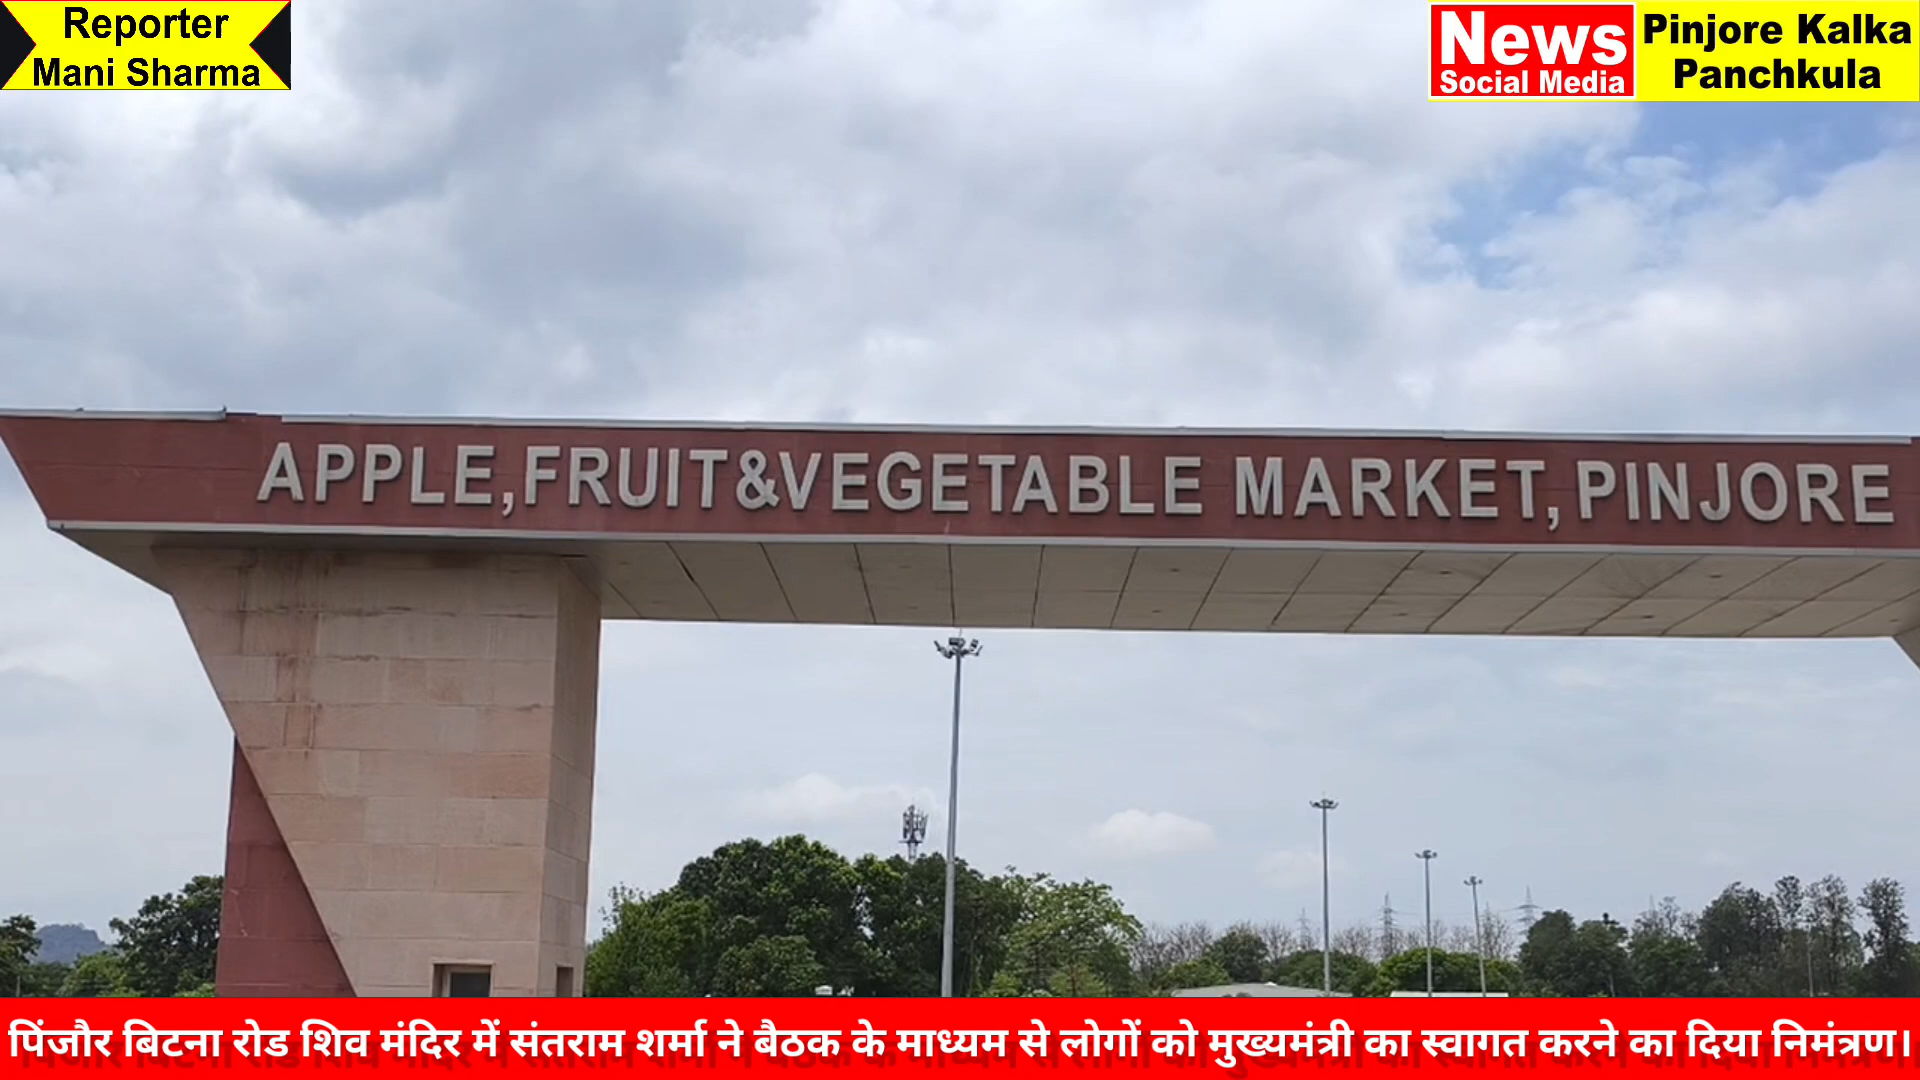 Reporter
Mani Sharma
News
Social Media
Pinjore Kalka
Panchkula
APPLE,FRUIT&VEGETABLE MARKET,PINJORE
पिंजौर बिटना रोड शिव मंदिर में संतराम शर्मा ने बैठक के माध्यम से लोगों को मुख्यमंत्री का स्वागत करने का दिया निमंत्रण।